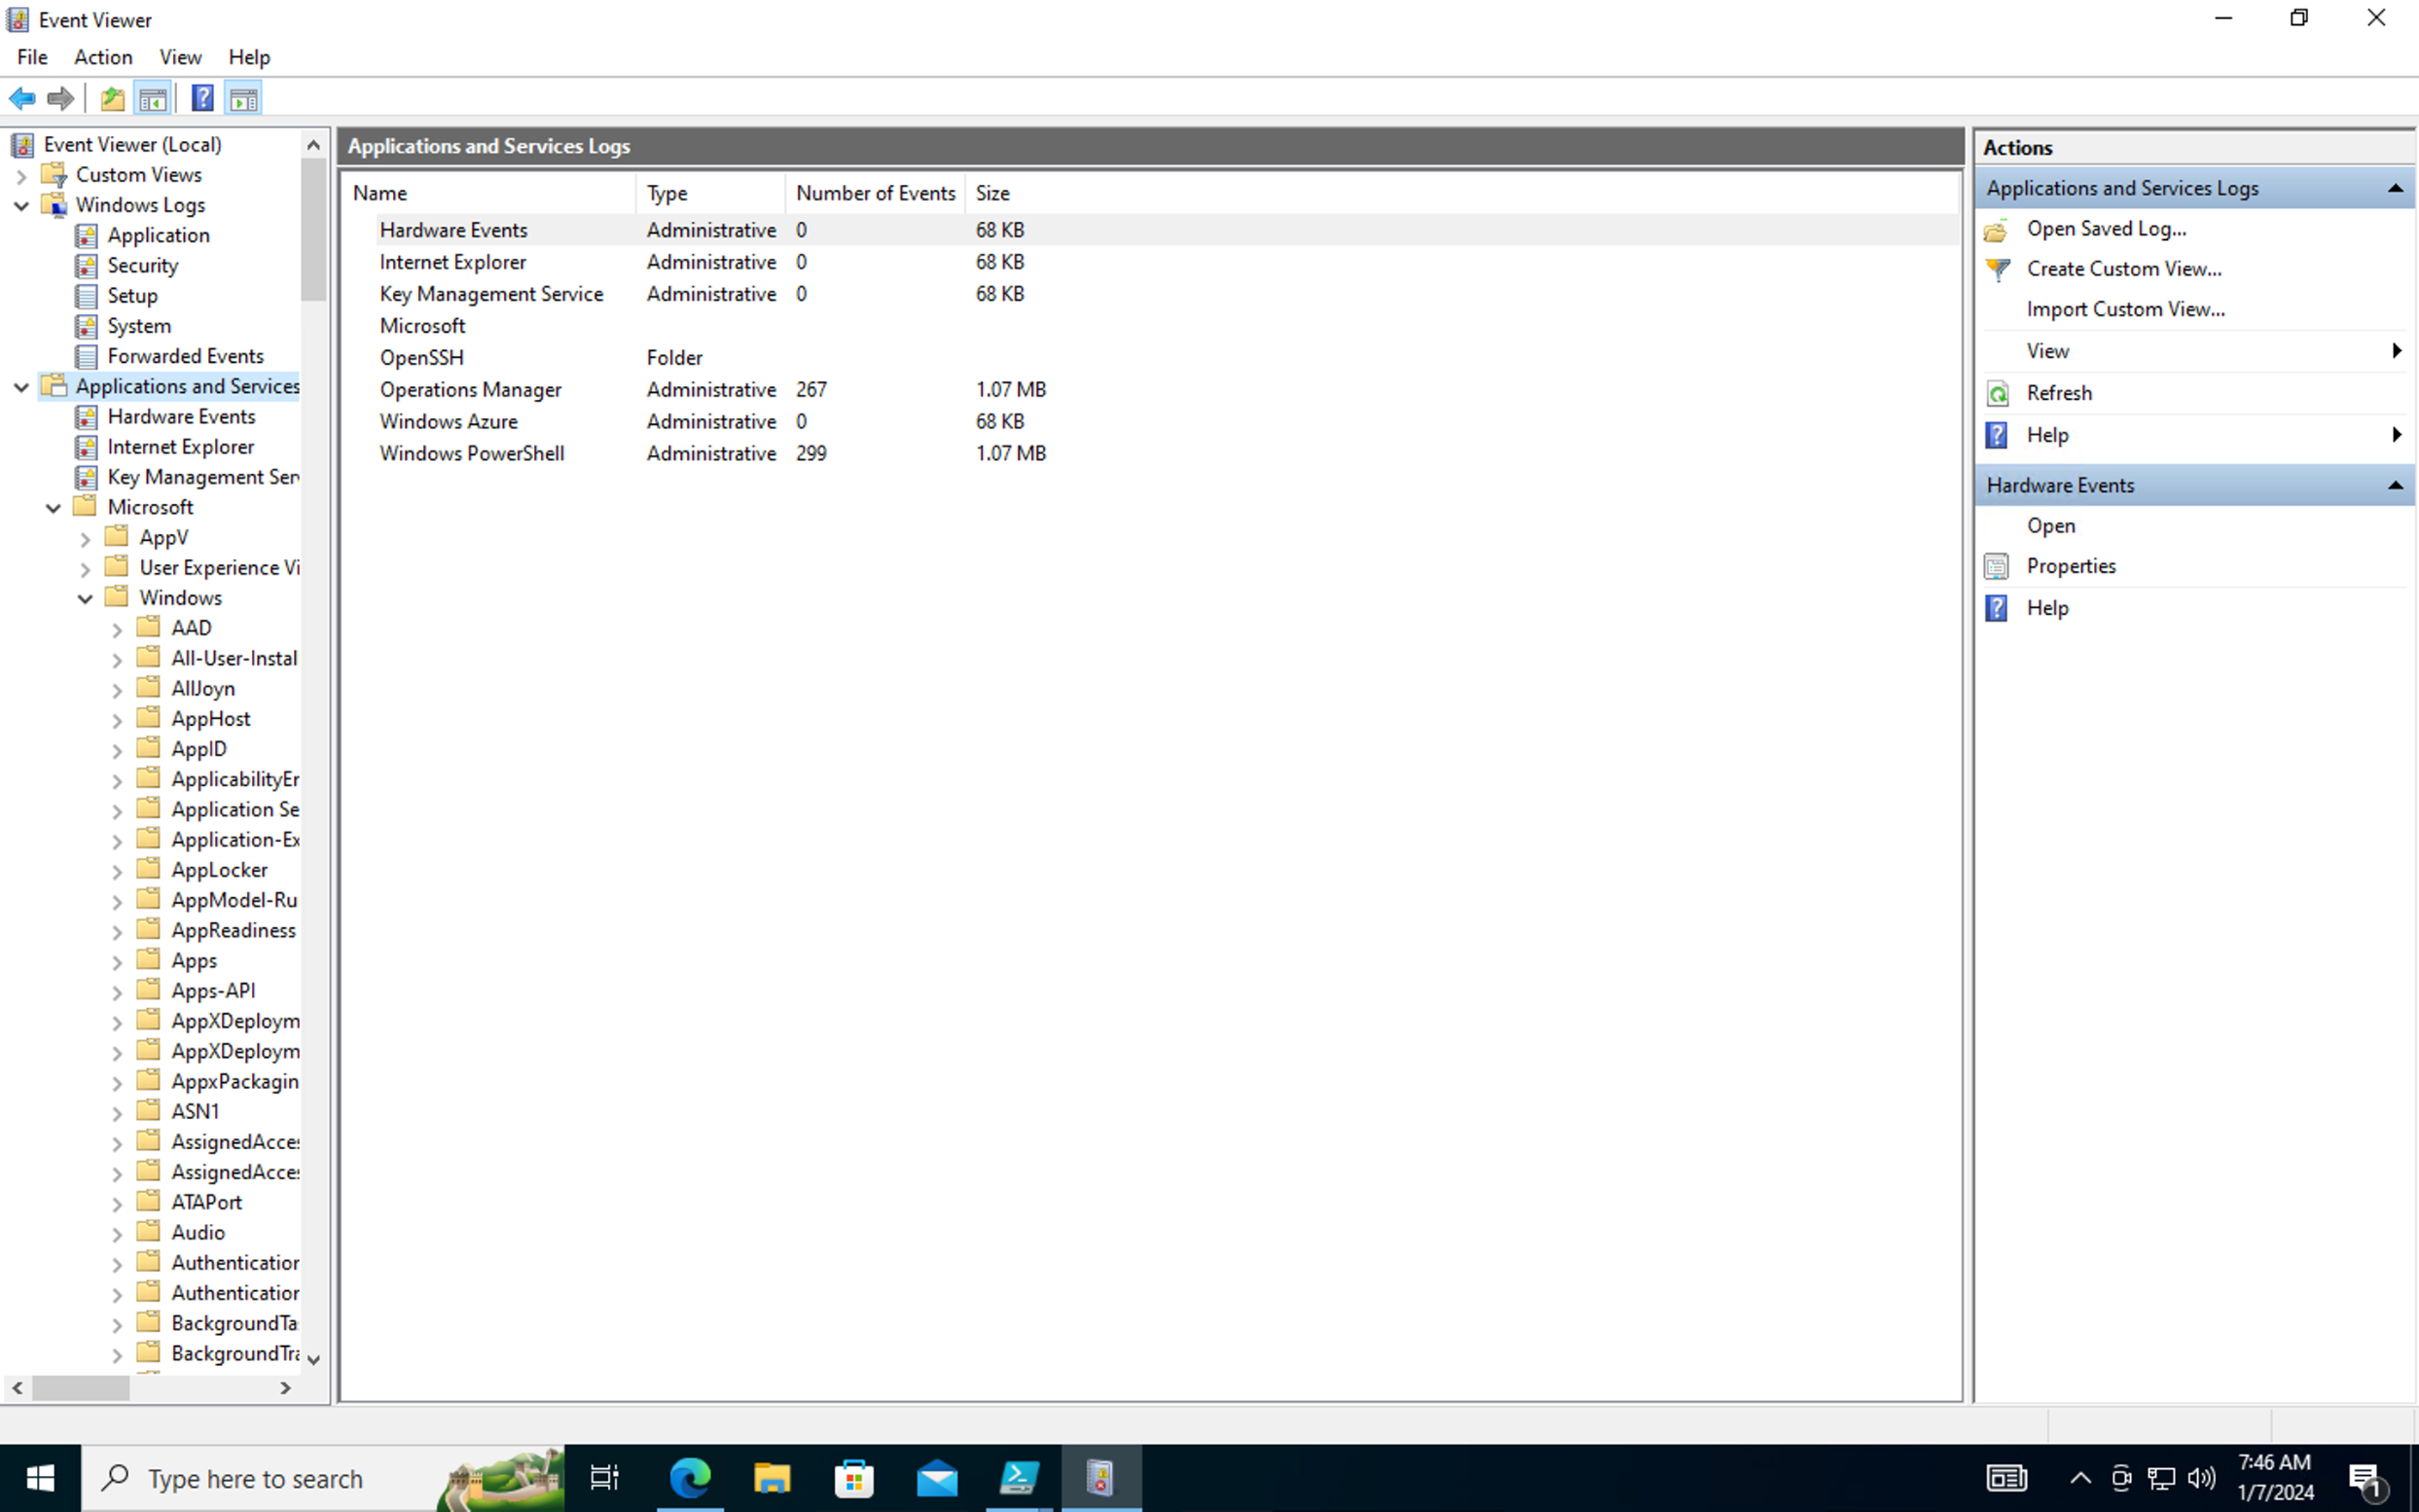 Event Viewer
File Action View Help
Event Viewer (Local)
Custom Views
Windows Logs
Application
Security
Setup
System
Forwarded Events
Applications and Services
Hardware Events
Internet Explorer
Key Management Ser
Microsoft
AppV
User Experience Vi
Windows
AAD
All-User-Instal
AllJoyn
AppHost
AppID
ApplicabilityEr
Application Se
Application-Ex
AppLocker
AppModel-Ru
AppReadiness
Apps
Apps-API
AppXDeploym
AppXDeploym
AppxPackagin
ASN1
AssignedAcces
AssignedAcces
ATAPort
Audio
Authentication
Authentication
BackgroundTa
BackgroundTra
Applications and Services Logs
Name Type Number of Events Size
Hardware Events Administrative 0 68 KB
Internet Explorer Administrative 0 68 KB
Key Management Service Administrative 0 68 KB
Microsoft
OpenSSH Folder
Operations Manager Administrative 267 1.07 MB
Windows Azure Administrative 0 68 KB
Windows PowerShell Administrative 299 1.07 MB
Actions
Applications and Services Logs
Open Saved Log...
Create Custom View...
Import Custom View...
View
Refresh
Help
Hardware Events
Open
Properties
Help
Type here to search
7:46 AM
1/7/2024
1